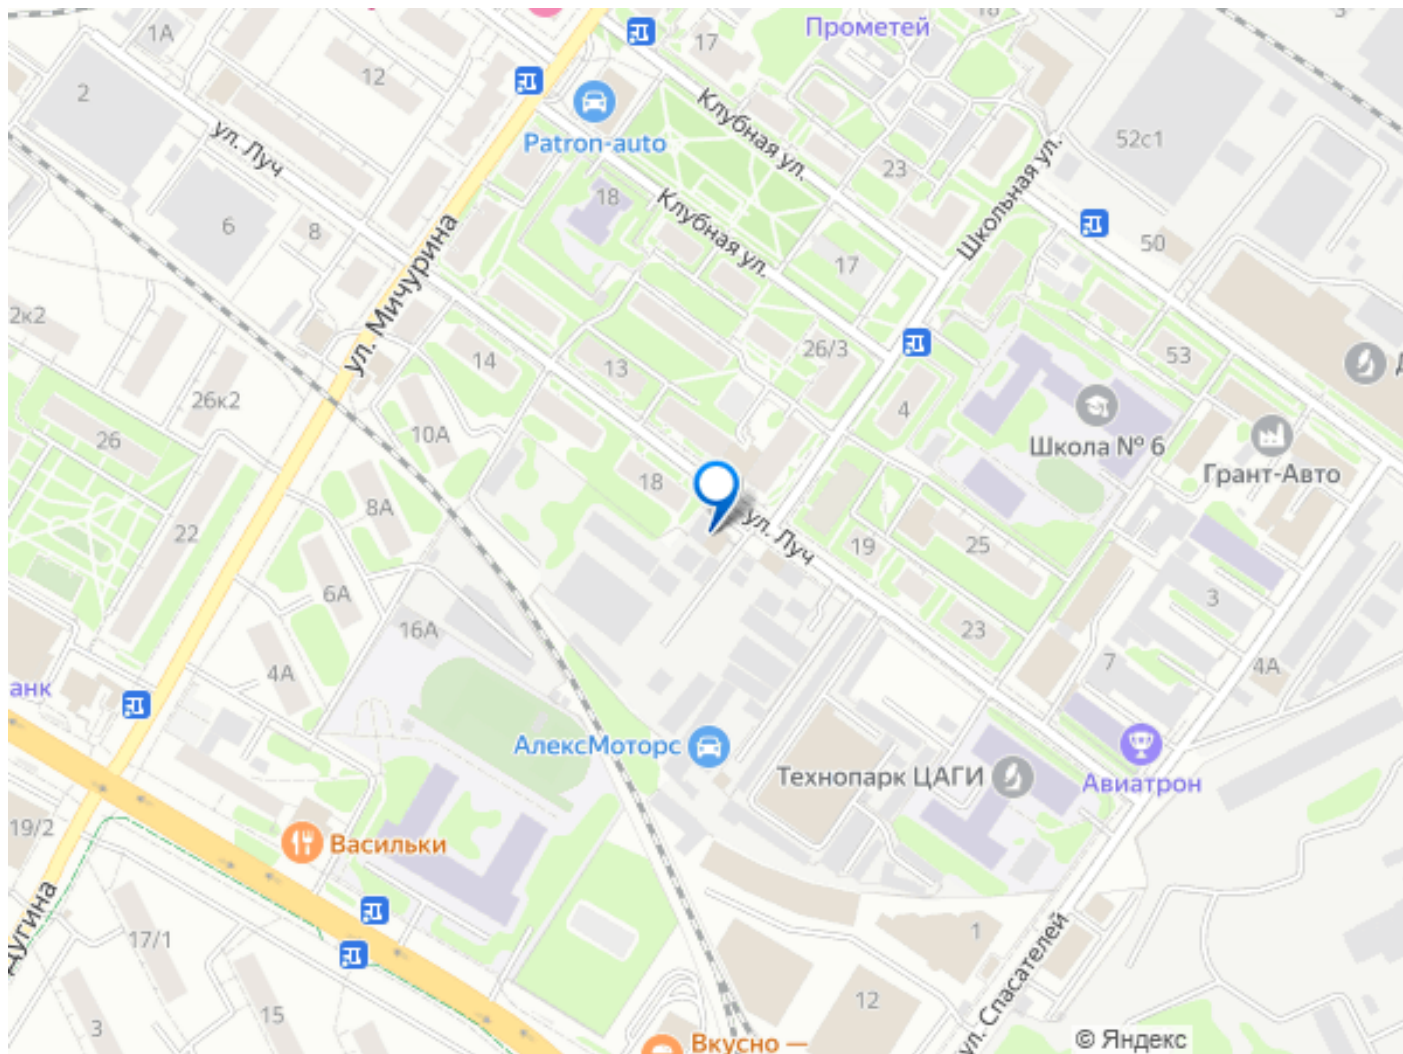 1А
17
Прометей
12
2
Patron-auto
ул. Луч
Клубная ул.
52с1
23
Школьная ул.
18
Клубная ул.
6
8
17
50
ул. Мичурина
2к2
14
13
26/3
53
26к2
4
Школа № 6
26
10А
Грант-Авто
18
8А
22
ул. Луч
19
25
6А
3
16А
23
4А
7
4А
анк
АлексМоторс
Технопарк ЦАГИ
Авиатрон
19/2
Васильки
17/1
1
ул. Спасателей
12
15
3
Вкусно —
© Яндекс